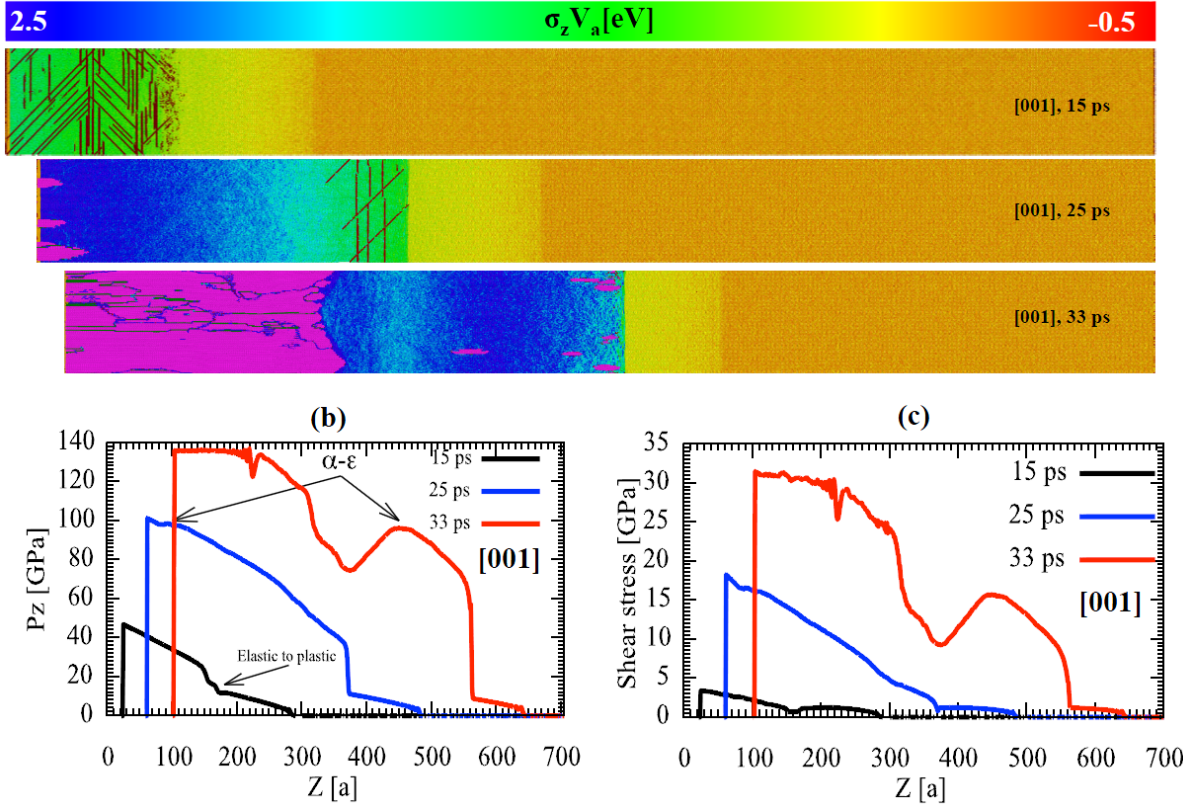 2.5 σzVa[eV] -0.5
[001], 15 ps
[001], 25 ps
[001], 33 ps
(b)
140
120
100
80
60
40
20
0
Pz [GPa]
α-ε
15 ps
25 ps
33 ps
[001]
Elastic to plastic
0 100 200 300 400 500 600 700
Z [a]
(c)
35
30
25
20
15
10
5
0
Shear stress [GPa]
15 ps
25 ps
33 ps
[001]
0 100 200 300 400 500 600 700
Z [a]